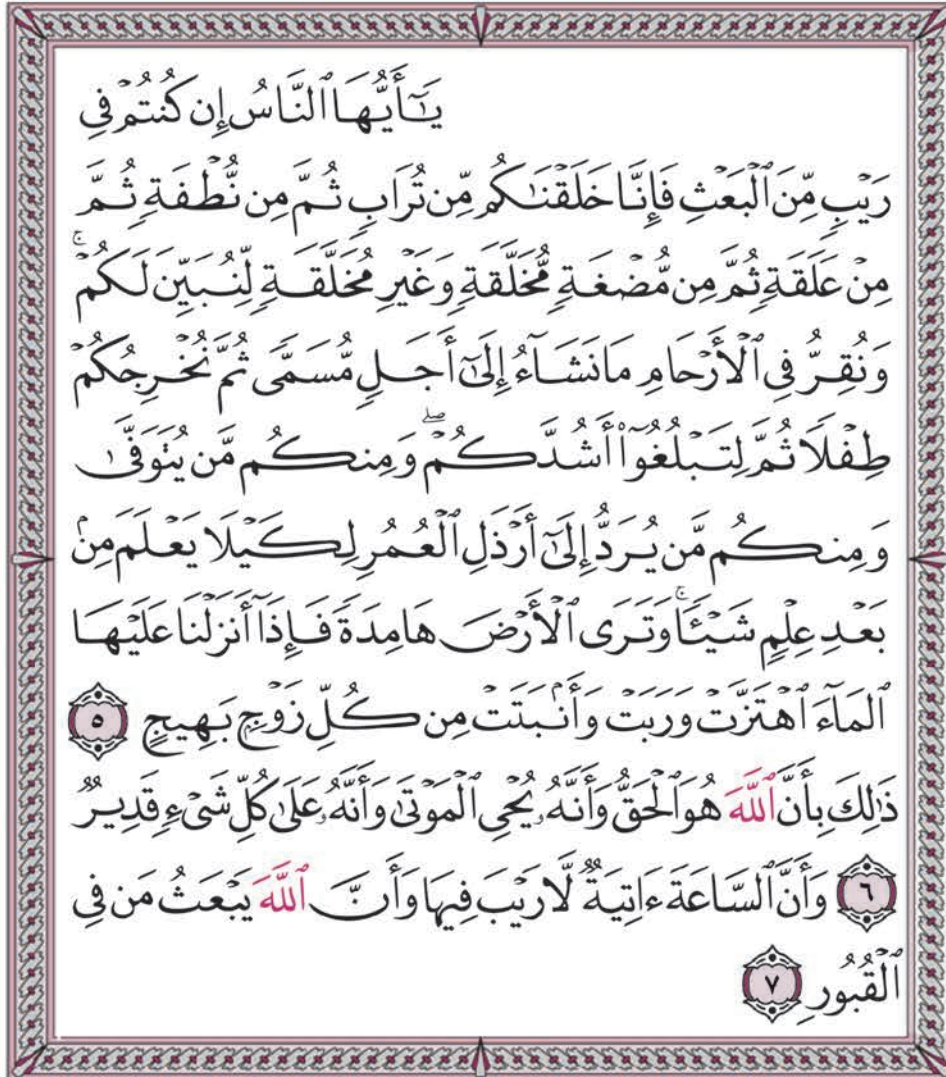 يَٰٓأَيُّهَا ٱلنَّاسُ إِن كُنتُمۡ فِي
رَيۡبٖ مِّنَ ٱلۡبَعۡثِ فَإِنَّا خَلَقۡنَٰكُم مِّن تُرَابٖ ثُمَّ مِن نُّطۡفَةٖ ثُمَّ
مِنۡ عَلَقَةٖ ثُمَّ مِن مُّضۡغَةٖ مُّخَلَّقَةٖ وَغَيۡرِ مُخَلَّقَةٖ لِّنُبَيِّنَ لَكُمۡۚ
وَنُقِرُّ فِي ٱلۡأَرۡحَامِ مَا نَشَآءُ إِلَىٰٓ أَجَلٖ مُّسَمّٗى ثُمَّ نُخۡرِجُكُمۡ
طِفۡلٗا ثُمَّ لِتَبۡلُغُوٓاْ أَشُدَّكُمۡۖ وَمِنكُم مَّن يُتَوَفَّىٰ
وَمِنكُم مَّن يُرَدُّ إِلَىٰٓ أَرۡذَلِ ٱلۡعُمُرِ لِكَيۡلَا يَعۡلَمَ مِنۢ
بَعۡدِ عِلۡمٖ شَيۡـٔٗاۚ وَتَرَى ٱلۡأَرۡضَ هَامِدَةٗ فَإِذَآ أَنزَلۡنَا عَلَيۡهَا
ٱلۡمَآءَ ٱهۡتَزَّتۡ وَرَبَتۡ وَأَنۢبَتَتۡ مِن كُلِّ زَوۡجِۭ بَهِيجٖ ٥
ذَٰلِكَ بِأَنَّ ٱللَّهَ هُوَ ٱلۡحَقُّ وَأَنَّهُۥ يُحۡيِ ٱلۡمَوۡتَىٰ وَأَنَّهُۥ عَلَىٰ كُلِّ شَيۡءٖ قَدِيرٞ
٦ وَأَنَّ ٱلسَّاعَةَ ءَاتِيَةٞ لَّا رَيۡبَ فِيهَا وَأَنَّ ٱللَّهَ يَبۡعَثُ مَن فِي
ٱلۡقُبُورِ ٧